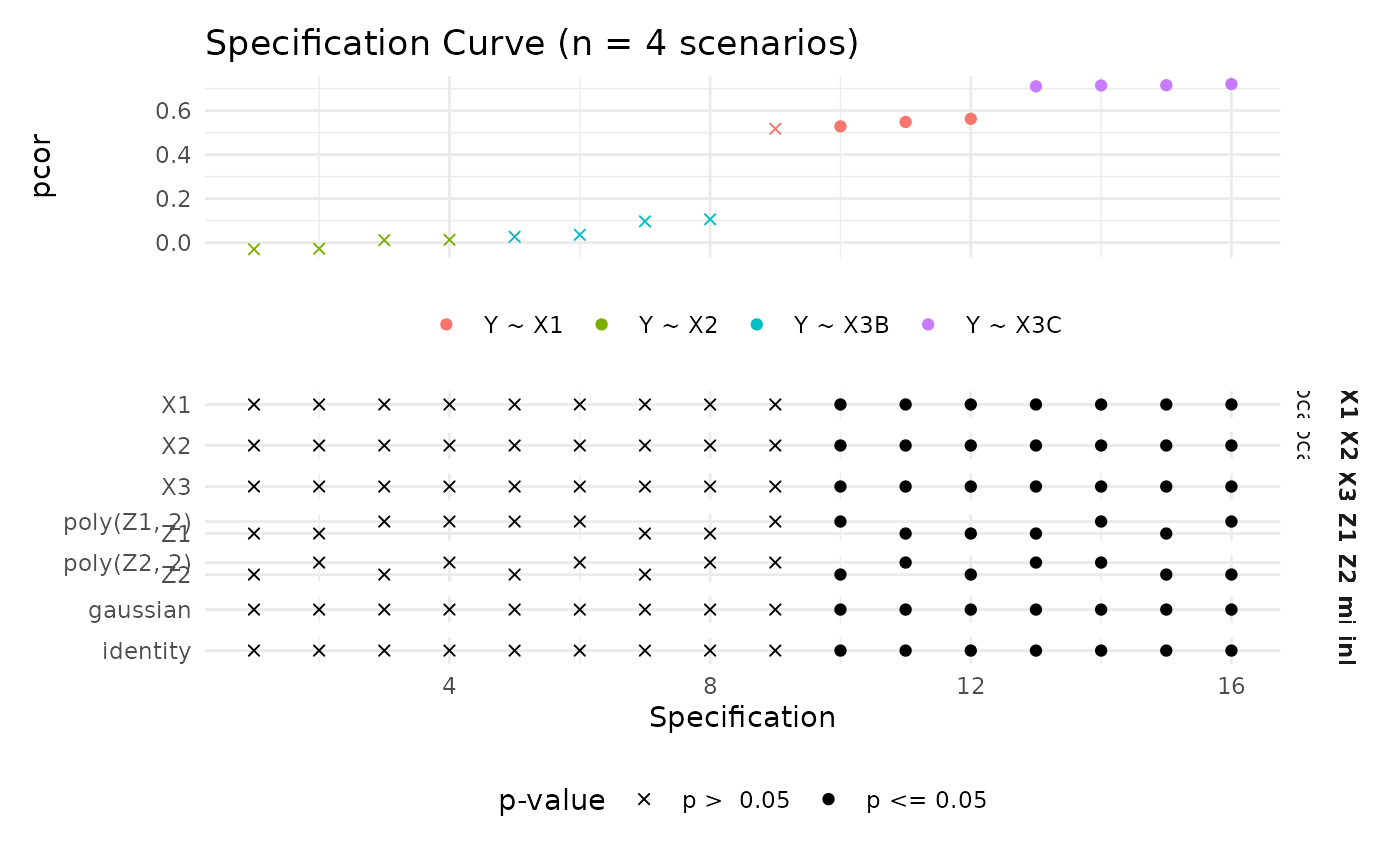 Specification Curve (n = 4 scenarios)
pcor
0.6
0.4
0.2
0.0
Y ~ X1 Y ~ X2 Y ~ X3B Y ~ X3C
X1 X1
X2 X2
X3 X3
poly(Z1, 2)
Z1 Z1
poly(Z2, 2)
Z2 Z2
gaussian
identity
4 8 12 16
Specification
p-value p > 0.05 p <= 0.05